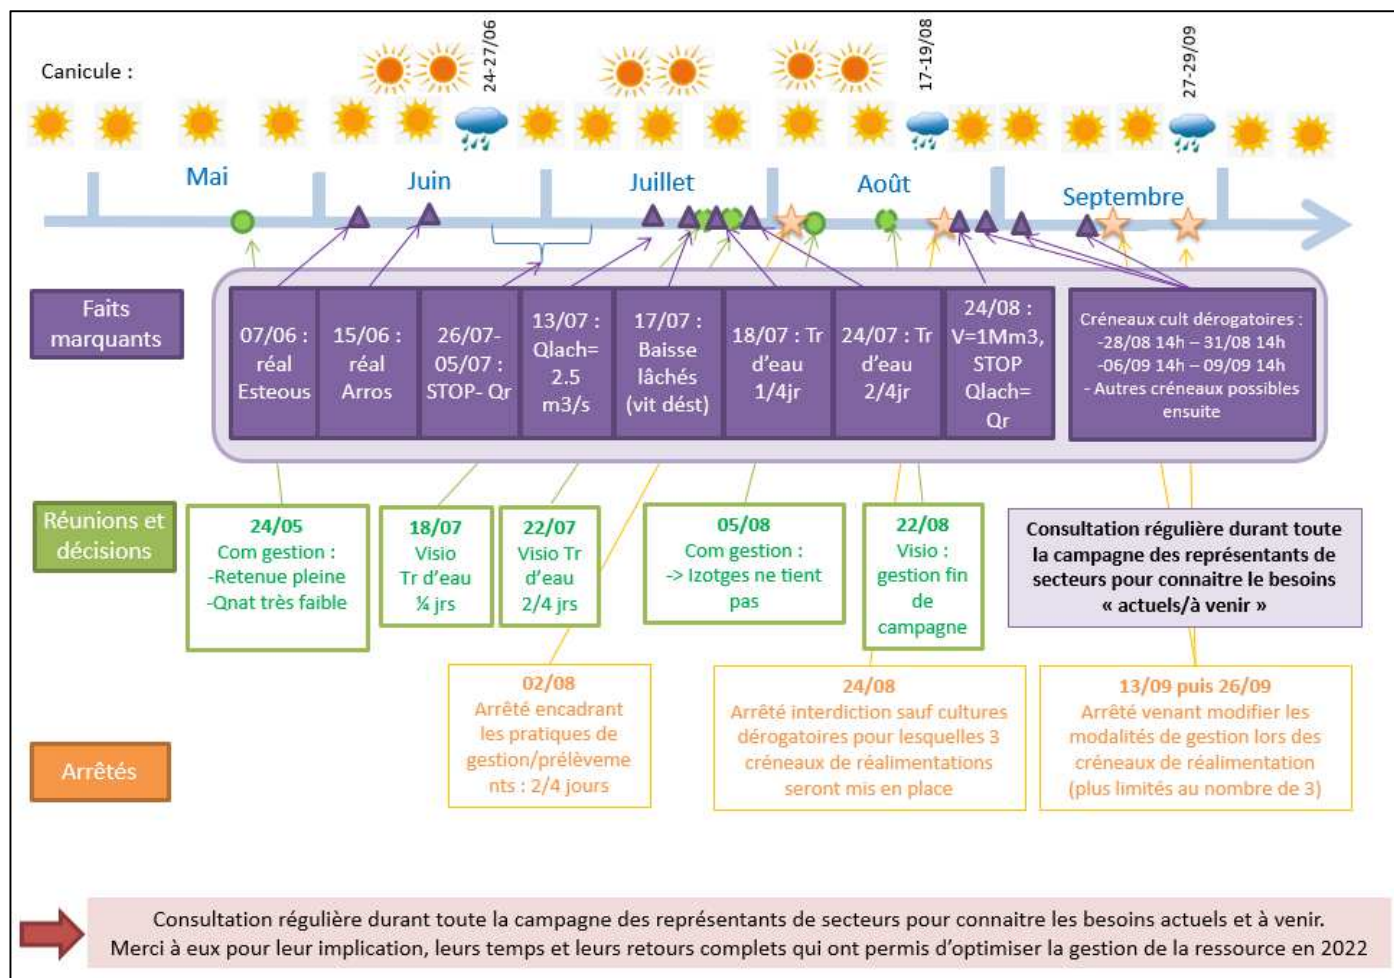 24-27/06
17-19/08
27-29/09
Canicule :
Mai
Juin
Juillet
Août
Septembre
Faits
marquants
07/06 :
réal
Esteous
15/06 :
réal
Arros
26/07-
05/07 :
STOP- Qr
13/07 :
Qlach=
2.5
m3/s
17/07 :
Baisse
lâchés
(vit dést)
18/07 : Tr
d’eau
1/4jr
24/07 : Tr
d’eau
2/4jr
24/08 :
V=1Mm3,
STOP
Qlach=
Qr
Créneaux cult dérogatoires :
-28/08 14h – 31/08 14h
-06/09 14h – 09/09 14h
- Autres créneaux possibles
ensuite
Réunions et
décisions
24/05
Com gestion :
-Retenue pleine
-Qnat très faible
18/07
Visio
Tr d’eau
¼ jrs
22/07
Visio Tr
d’eau
2/4 jrs
05/08
Com gestion :
-> Izotges ne tient
pas
22/08
Visio :
gestion fin
de
campagne
Consultation régulière durant toute
la campagne des représentants de
secteurs pour connaitre le besoins
« actuels/à venir »
Arrêtés
02/08
Arrêté encadrant
les pratiques de
gestion/prélèveme
nts : 2/4 jours
24/08
Arrêté interdiction sauf cultures
dérogatoires pour lesquelles 3
créneaux de réalimentations
seront mis en place
13/09 puis 26/09
Arrêté venant modifier les
modalités de gestion lors des
créneaux de réalimentation
(plus limités au nombre de 3)
Consultation régulière durant toute la campagne des représentants de secteurs pour connaitre les besoins actuels et à venir.
Merci à eux pour leur implication, leurs temps et leurs retours complets qui ont permis d’optimiser la gestion de la ressource en 2022